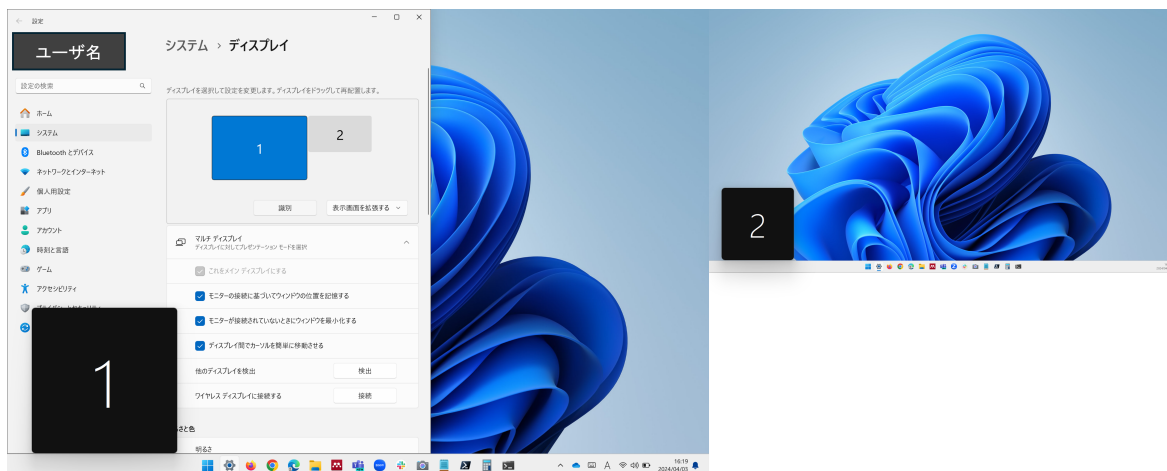 設定
ユーザ名
システム › ディスプレイ
設定の検索
ディスプレイを選択して設定を変更します。ディスプレイをドラッグして再配置します。
ホーム
システム
Bluetooth とデバイス
ネットワークとインターネット
個人用設定
アプリ
アカウント
時刻と言語
ゲーム
アクセシビリティ
1
2
識別
表示画面を拡張する
マルチ ディスプレイ
ディスプレイに対してプレゼンテーション モードを選択
これをメイン ディスプレイにする
モニターの接続に基づいてウィンドウの位置を記憶する
モニターが接続されていないときにウィンドウを最小化する
ディスプレイ間でカーソルを簡単に移動させる
他のディスプレイを検出
検出
ワイヤレス ディスプレイに接続する
接続
さと色
明るさ
1
2
A
16:19
2024/04/03